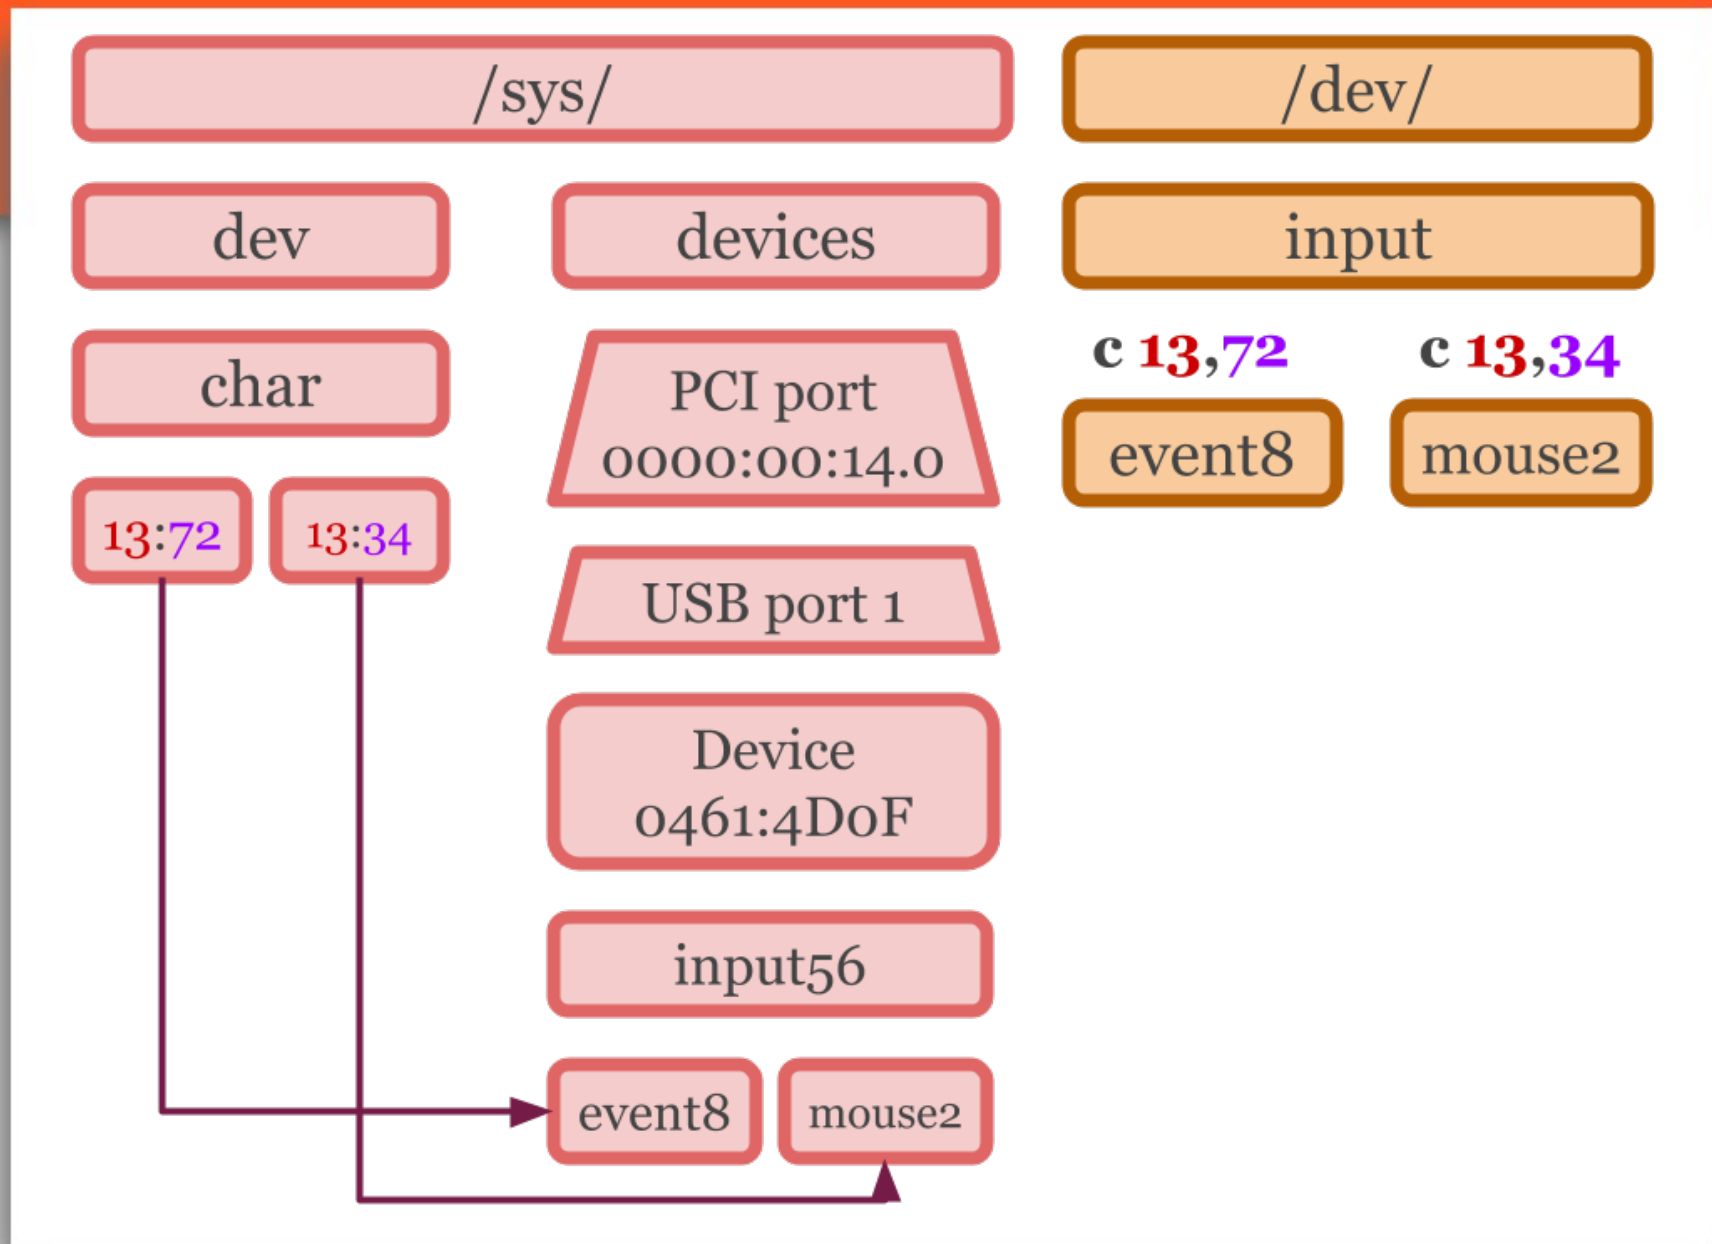 /sys/
/dev/
dev
devices
input
char
PCI port
0000:00:14.0
c 13,72
c 13,34
event8
mouse2
13:72
13:34
USB port 1
Device
0461:4D0F
input56
event8
mouse2